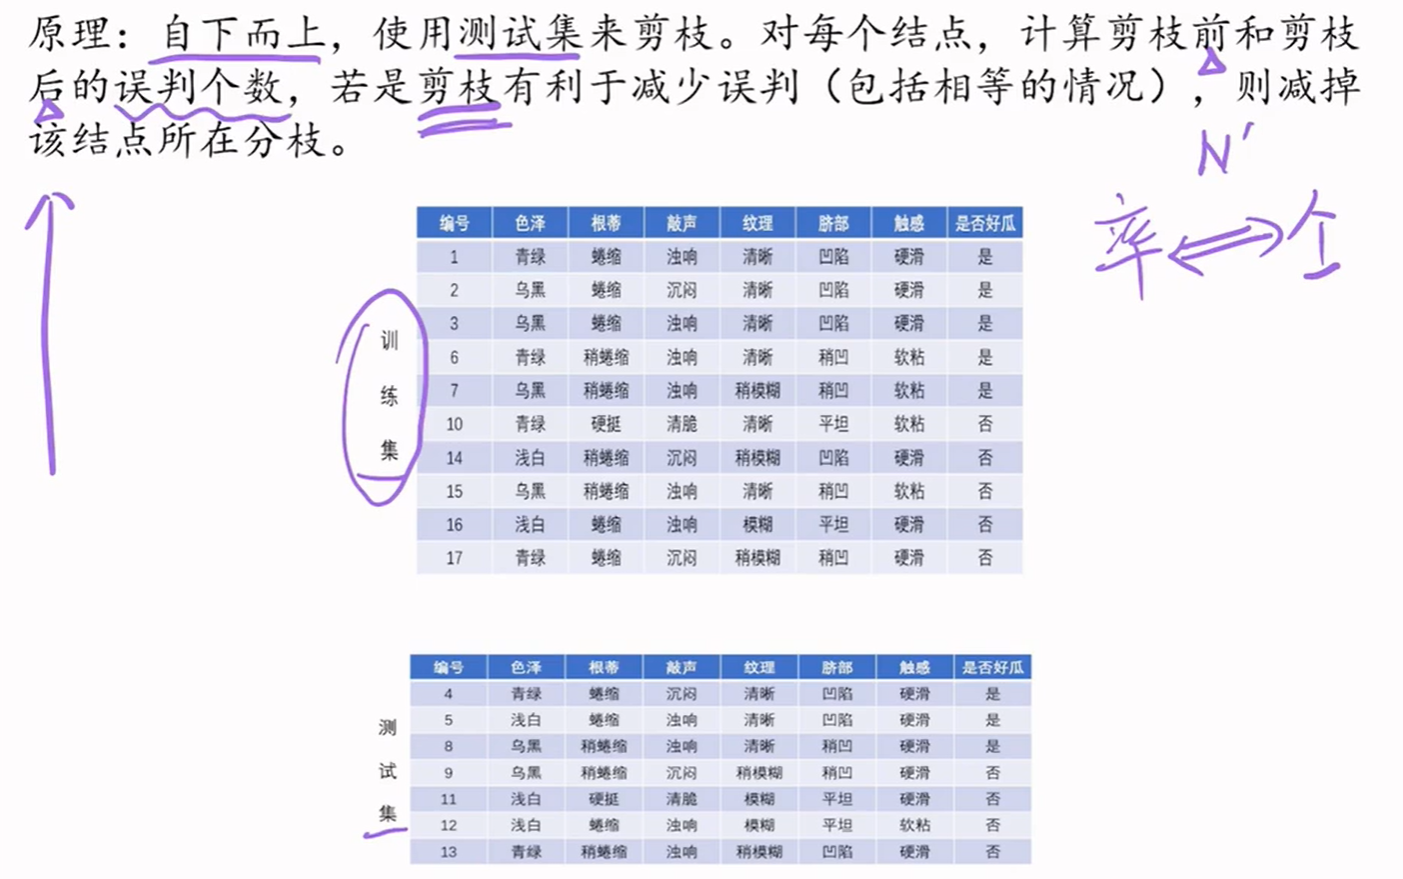 原理：自下而上，使用测试集来剪枝。对每个结点，计算剪枝前和剪枝
后的误判个数，若是剪枝有利于减少误判（包括相等的情况），则减掉
该结点所在分枝。
N'
率 个
训
练
集
编号 色泽 根蒂 敲声 纹理 脐部 触感 是否好瓜
1 青绿 蜷缩 浊响 清晰 凹陷 硬滑 是
2 乌黑 蜷缩 沉闷 清晰 凹陷 硬滑 是
3 乌黑 蜷缩 浊响 清晰 凹陷 硬滑 是
6 青绿 稍蜷缩 浊响 清晰 稍凹 软粘 是
7 乌黑 稍蜷缩 浊响 稍模糊 稍凹 软粘 是
10 青绿 硬挺 清脆 清晰 平坦 软粘 否
14 浅白 稍蜷缩 沉闷 稍模糊 凹陷 硬滑 否
15 乌黑 稍蜷缩 浊响 清晰 稍凹 软粘 否
16 浅白 蜷缩 浊响 模糊 平坦 硬滑 否
17 青绿 蜷缩 沉闷 稍模糊 稍凹 硬滑 否
测
试
集
编号 色泽 根蒂 敲声 纹理 脐部 触感 是否好瓜
4 青绿 蜷缩 沉闷 清晰 凹陷 硬滑 是
5 浅白 蜷缩 浊响 清晰 凹陷 硬滑 是
8 乌黑 稍蜷缩 浊响 清晰 稍凹 硬滑 是
9 乌黑 稍蜷缩 沉闷 稍模糊 稍凹 硬滑 否
11 浅白 硬挺 清脆 模糊 平坦 硬滑 否
12 浅白 蜷缩 浊响 模糊 平坦 软粘 否
13 青绿 稍蜷缩 浊响 稍模糊 凹陷 硬滑 否